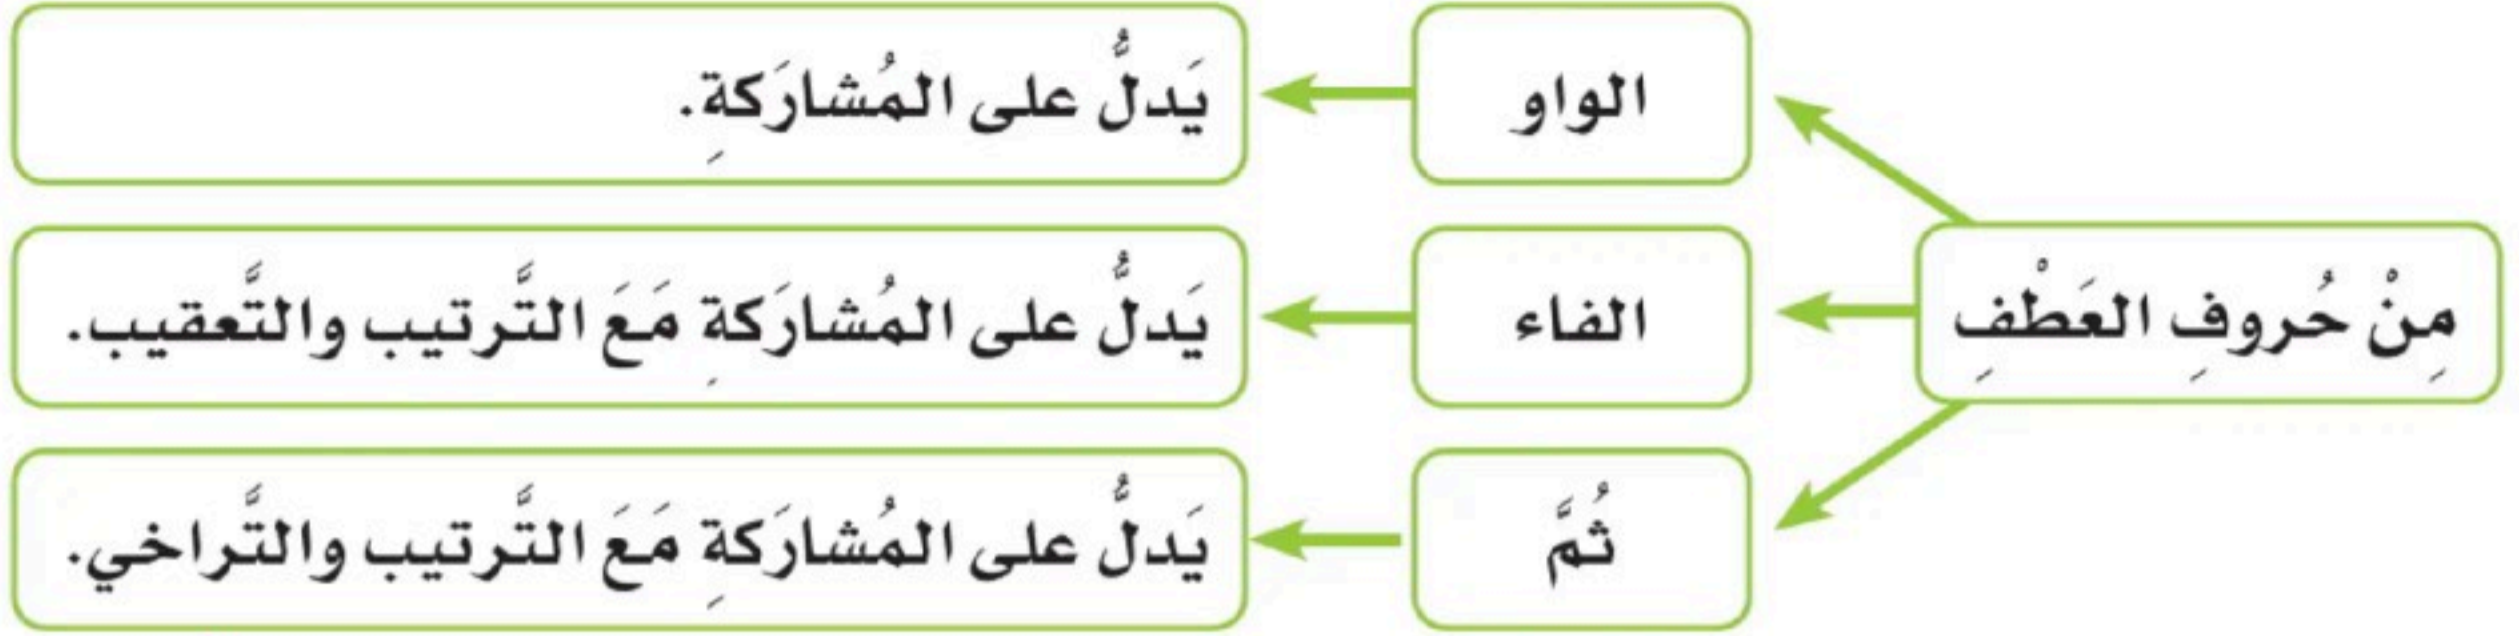 مِنْ حُروفِ العَطْفِ
الواو
يَدلُّ على المُشارَكةِ.
الفاء
يَدلُّ على المُشارَكةِ مَعَ التَّرتيب والتَّعقيب.
ثُمَّ
يَدلُّ على المُشارَكةِ مَعَ التَّرتيب والتَّراخي.